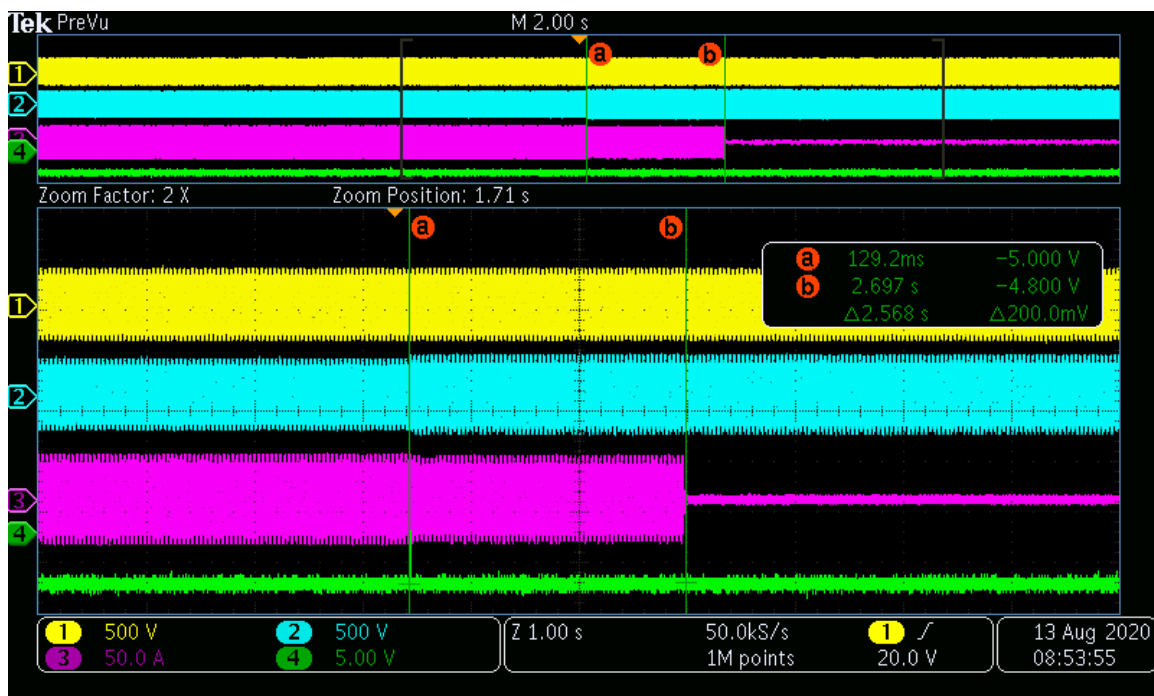 Tek PreVu M 2.00 s
a b
1
2
3
4
Zoom Factor: 2 X Zoom Position: 1.71 s
a b
a 129.2ms −5.000 V
b 2.697 s −4.800 V
△2.568 s △200.0mV
1
2
3
4
1 500 V 2 500 V Z 1.00 s 50.0kS/s 1 / 13 Aug 2020
3 50.0 A 4 5.00 V 1M points 20.0 V 08:53:55